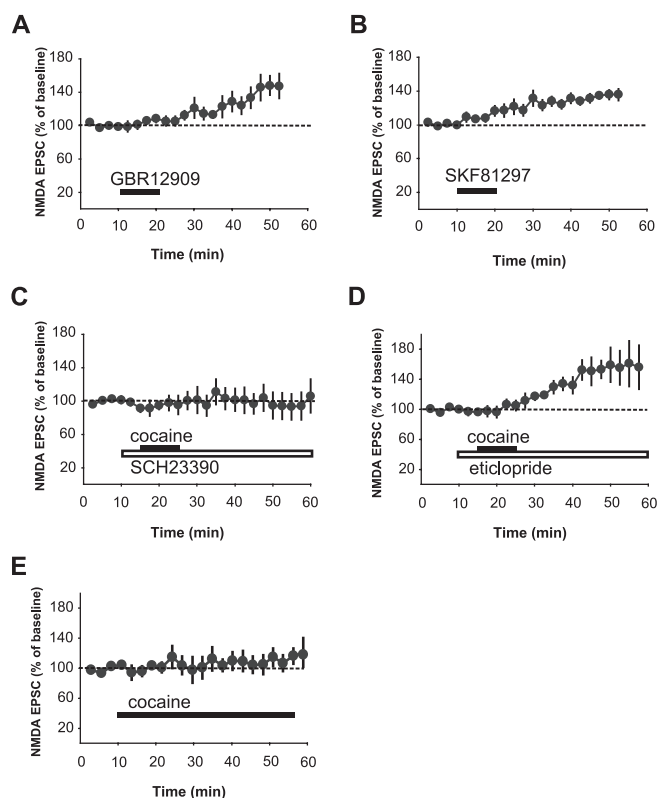 A
NMDA EPSC (% of baseline)
180
140
100
60
20
GBR12909
0 10 20 30 40 50 60
Time (min)
B
NMDA EPSC (% of baseline)
180
140
100
60
20
SKF81297
0 10 20 30 40 50 60
Time (min)
C
NMDA EPSC (% of baseline)
180
140
100
60
20
cocaine
SCH23390
0 10 20 30 40 50 60
Time (min)
D
NMDA EPSC (% of baseline)
180
140
100
60
20
cocaine
eticlopride
0 10 20 30 40 50 60
Time (min)
E
NMDA EPSC (% of baseline)
180
140
100
60
20
cocaine
0 10 20 30 40 50 60
Time (min)